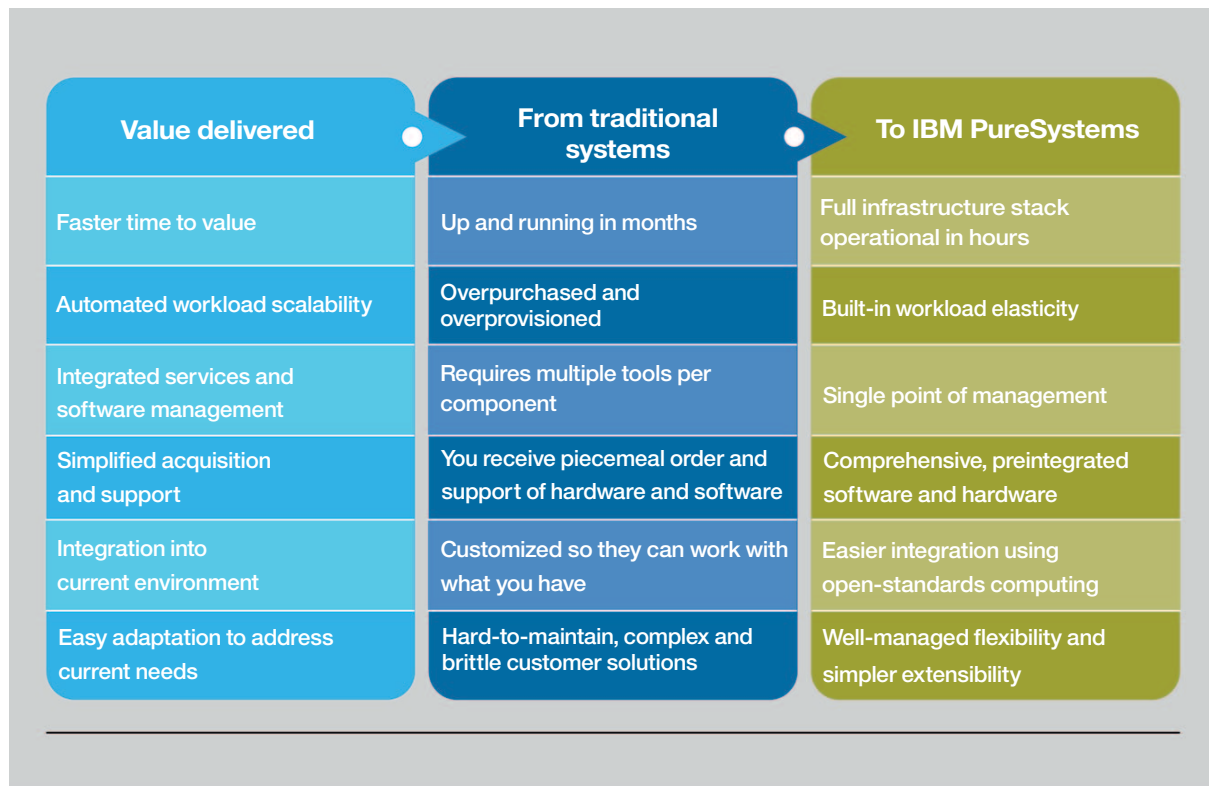 Value delivered
From traditional
systems
To IBM PureSystems
Faster time to value
Up and running in months
Full infrastructure stack
operational in hours
Automated workload scalability
Overpurchased and
overprovisioned
Built-in workload elasticity
Integrated services and
software management
Requires multiple tools per
component
Single point of management
Simplified acquisition
and support
You receive piecemeal order and
support of hardware and software
Comprehensive, preintegrated
software and hardware
Integration into
current environment
Customized so they can work with
what you have
Easier integration using
open-standards computing
Easy adaptation to address
current needs
Hard-to-maintain, complex and
brittle customer solutions
Well-managed flexibility and
simpler extensibility